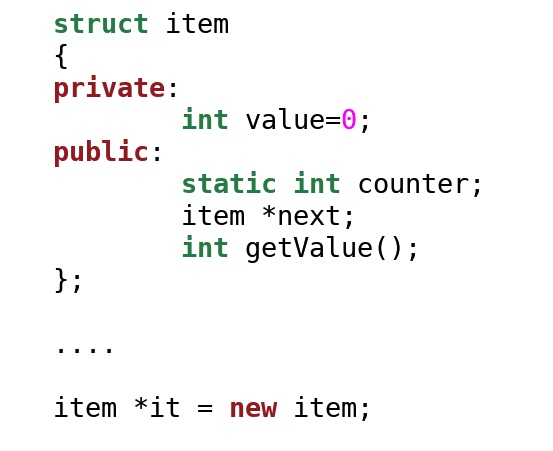 struct item
{
private:
        int value=0;
public:
        static int counter;
        item *next;
        int getValue();
};
....
item *it = new item;